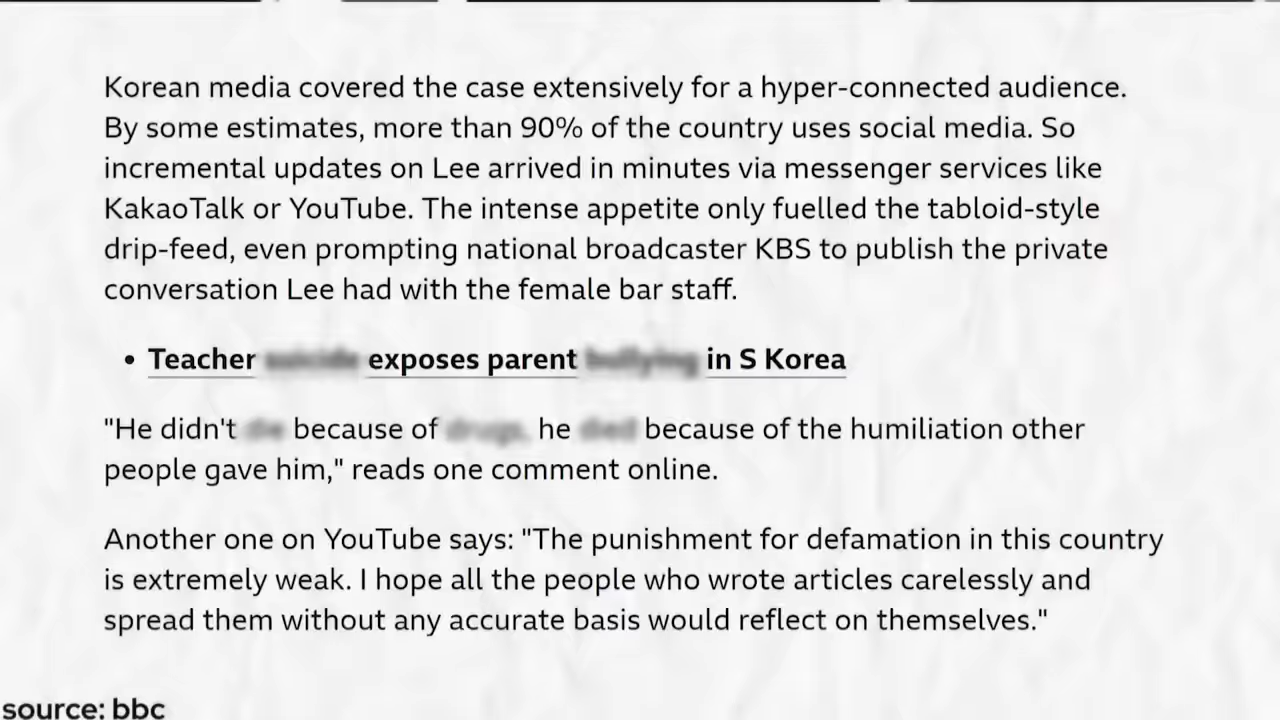 Korean media covered the case extensively for a hyper-connected audience.
By some estimates, more than 90% of the country uses social media. So
incremental updates on Lee arrived in minutes via messenger services like
KakaoTalk or YouTube. The intense appetite only fuelled the tabloid-style
drip-feed, even prompting national broadcaster KBS to publish the private
conversation Lee had with the female bar staff.
• Teacher exposes parent in S Korea
"He didn't because of he because of the humiliation other
people gave him," reads one comment online.
Another one on YouTube says: "The punishment for defamation in this country
is extremely weak. I hope all the people who wrote articles carelessly and
spread them without any accurate basis would reflect on themselves."
source: bbc